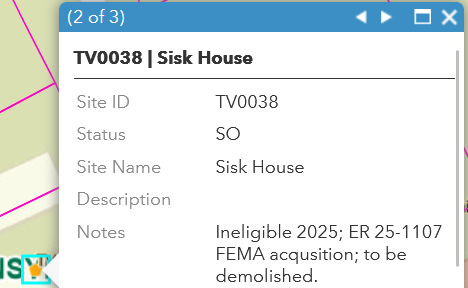 (2 of 3)
TV0038 | Sisk House
Site ID TV0038
Status SO
Site Name Sisk House
Description
Notes Ineligible 2025; ER 25-1107
FEMA acqusition; to be
demolished.